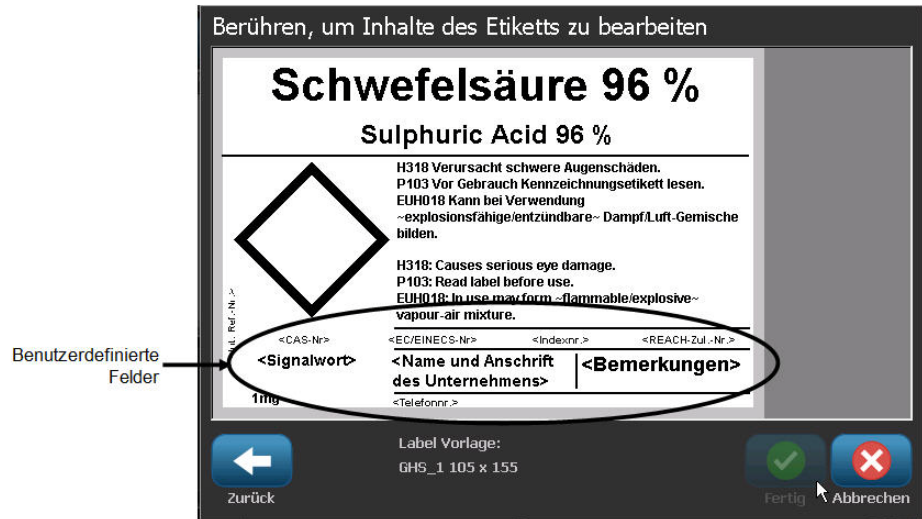 Berühren, um Inhalte des Etiketts zu bearbeiten
Schwefelsäure 96 %
Sulphuric Acid 96 %
H318 Verursacht schwere Augenschäden.
P103 Vor Gebrauch Kennzeichnungsetikett lesen.
EUH018 Kann bei Verwendung
~explosionsfähige/entzündbare~ Dampf/Luft-Gemische
bilden.
H318: Causes serious eye damage.
P103: Read label before use.
EUH018: In use may form ~flammable/explosive~
vapour-air mixture.
Ref.-Nr.>
<CAS-Nr>
<EC/EINECS-Nr>
<Indexnr.>
<REACH-Zul.-Nr.>
Benutzerdefinierte
Felder
<Signalwort>
<Name und Anschrift
des Unternehmens>
<Bemerkungen>
1mg
<Telefonnr.>
Label Vorlage:
GHS_1 105 x 155
Zurück
Fertig
Abbrechen